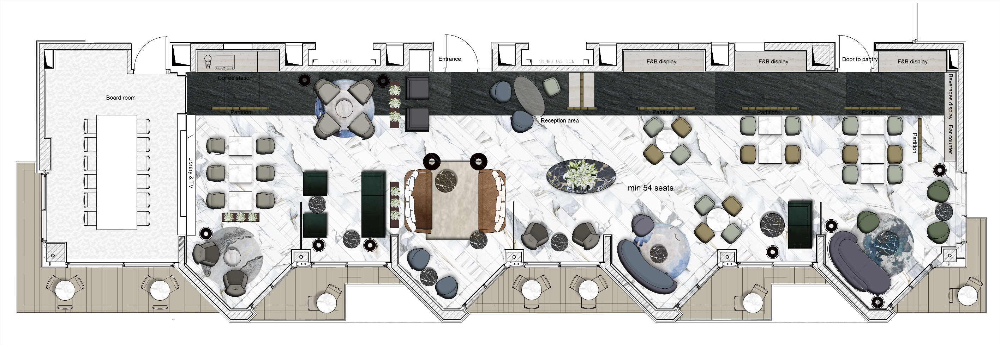 Entrance
F&B display
F&B display
Door to pantry
F&B display
Coffee station
Board room
Partition
Reception area
Partition
Partition
Partition
Beverages display
Bar counter
Partition
Library & TV
Buffet
min 54 seats